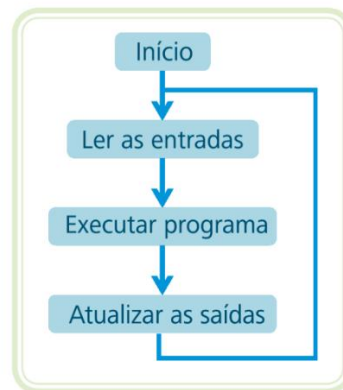 Início
Ler as entradas
Executar programa
Atualizar as saídas